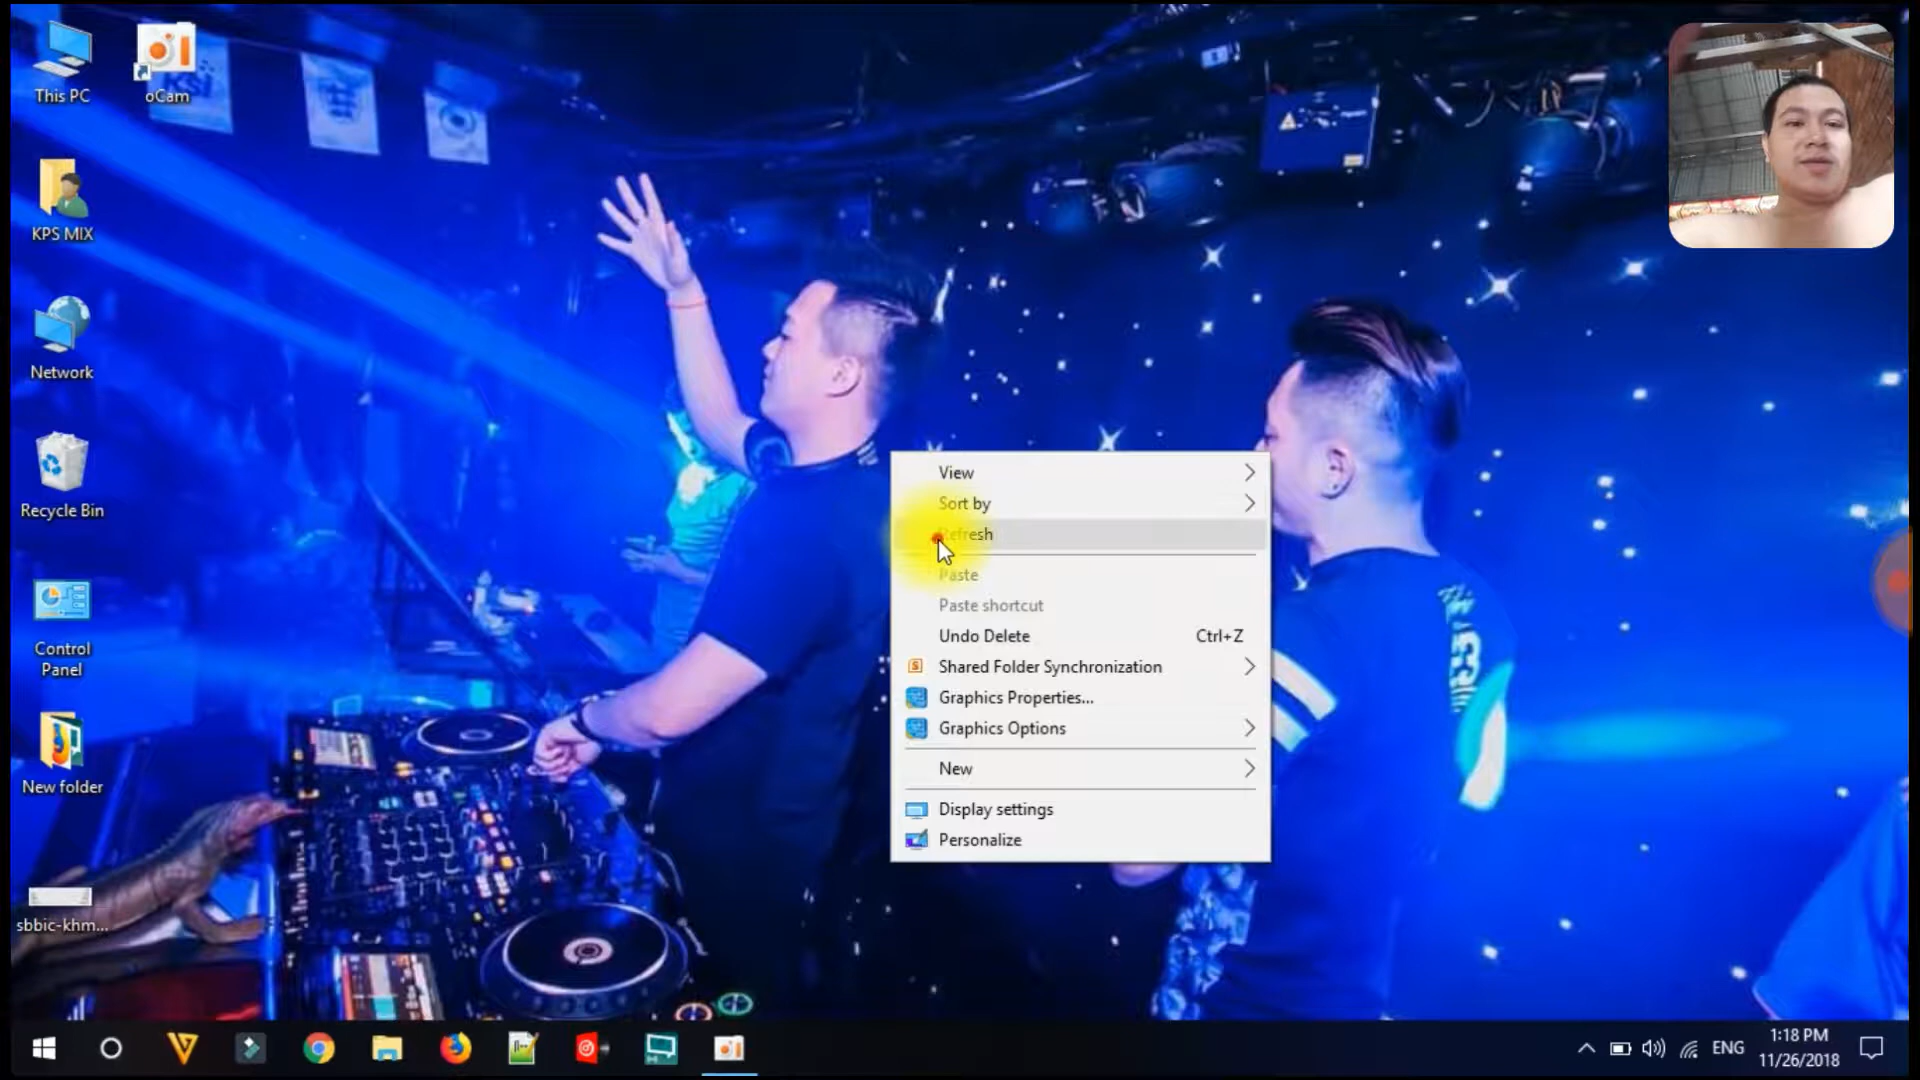 This PC
oCam
KPS MIX
Network
Recycle Bin
Control
Panel
New folder
sbbic-khm...
View
Sort by
Refresh
Paste
Paste shortcut
Undo Delete Ctrl+Z
Shared Folder Synchronization
Graphics Properties...
Graphics Options
New
Display settings
Personalize
ENG
1:18 PM
11/26/2018